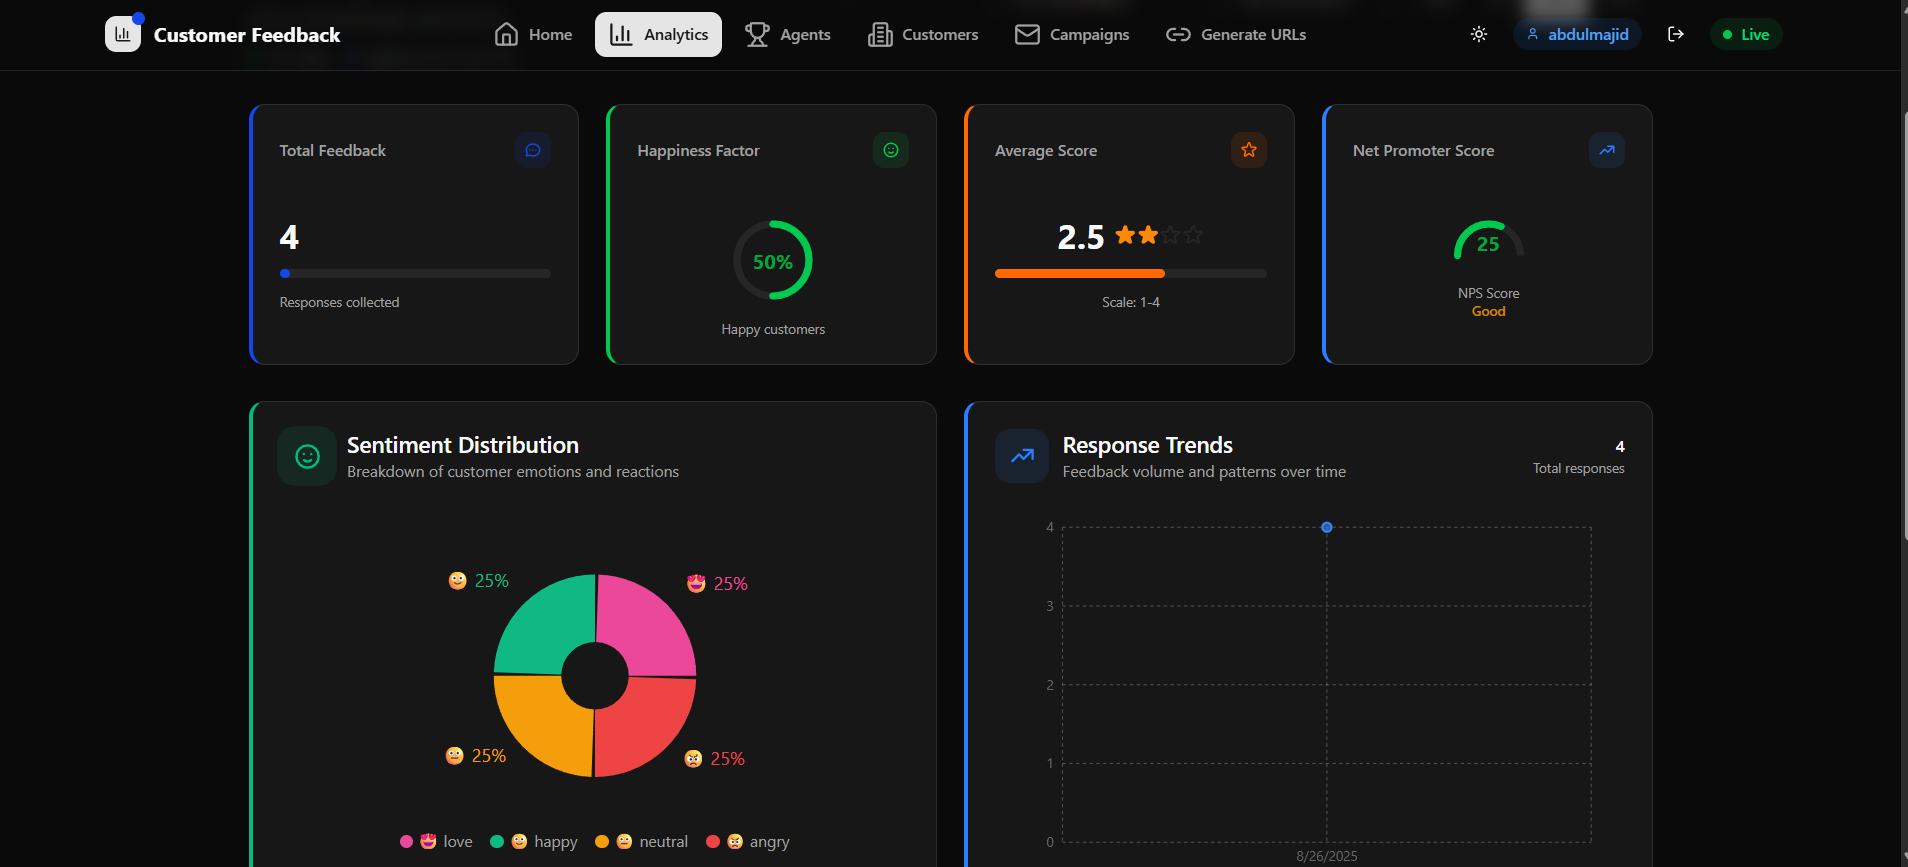 Customer Feedback
Home
Analytics
Agents
Customers
Campaigns
Generate URLs
abdulmajid
Live
Total Feedback
4
Responses collected
Happiness Factor
50%
Happy customers
Average Score
2.5
Scale: 1-4
Net Promoter Score
25
NPS Score
Good
Sentiment Distribution
Breakdown of customer emotions and reactions
25%
25%
25%
25%
love
happy
neutral
angry
Response Trends
Feedback volume and patterns over time
4
Total responses
4
3
2
1
0
8/26/2025